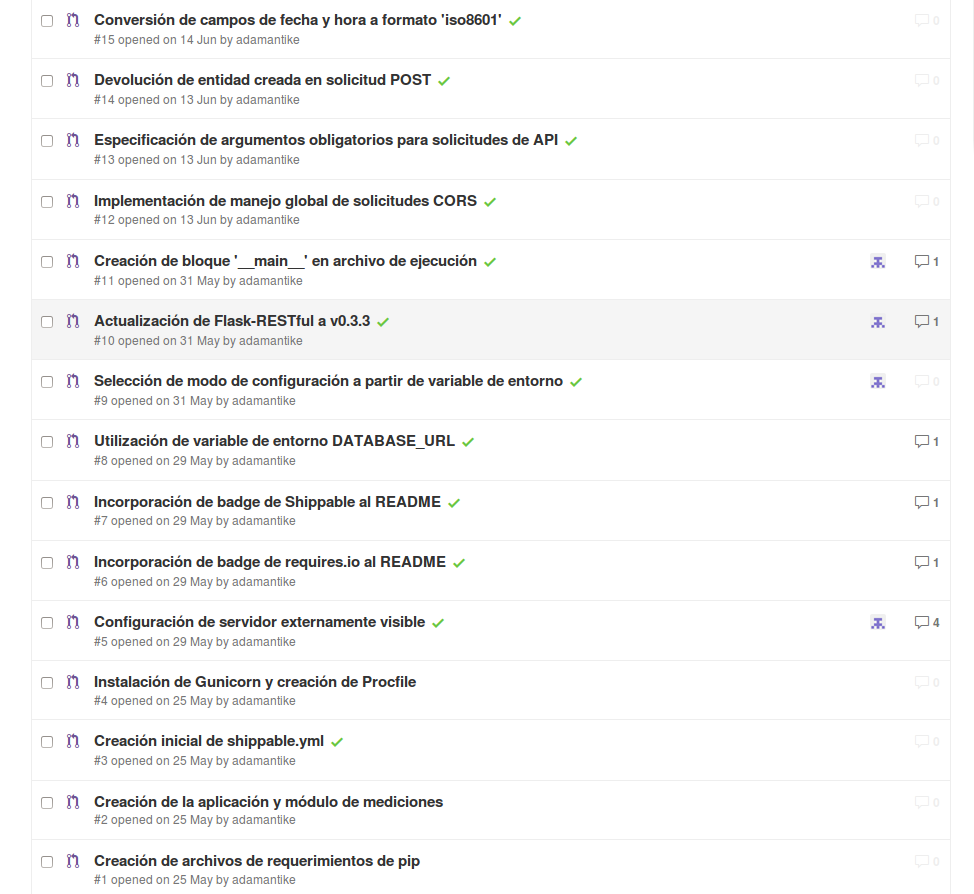 Conversión de campos de fecha y hora a formato 'iso8601'
0
#15 opened on 14 Jun by adamantike
Devolución de entidad creada en solicitud POST
0
#14 opened on 13 Jun by adamantike
Especificación de argumentos obligatorios para solicitudes de API
0
#13 opened on 13 Jun by adamantike
Implementación de manejo global de solicitudes CORS
0
#12 opened on 13 Jun by adamantike
Creación de bloque '__main__' en archivo de ejecución
1
#11 opened on 31 May by adamantike
Actualización de Flask-RESTful a v0.3.3
1
#10 opened on 31 May by adamantike
Selección de modo de configuración a partir de variable de entorno
0
#9 opened on 31 May by adamantike
Utilización de variable de entorno DATABASE_URL
1
#8 opened on 29 May by adamantike
Incorporación de badge de Shippable al README
1
#7 opened on 29 May by adamantike
Incorporación de badge de requires.io al README
1
#6 opened on 29 May by adamantike
Configuración de servidor externamente visible
4
#5 opened on 29 May by adamantike
Instalación de Gunicorn y creación de Procfile
0
#4 opened on 25 May by adamantike
Creación inicial de shippable.yml
0
#3 opened on 25 May by adamantike
Creación de la aplicación y módulo de mediciones
0
#2 opened on 25 May by adamantike
Creación de archivos de requerimientos de pip
0
#1 opened on 25 May by adamantike